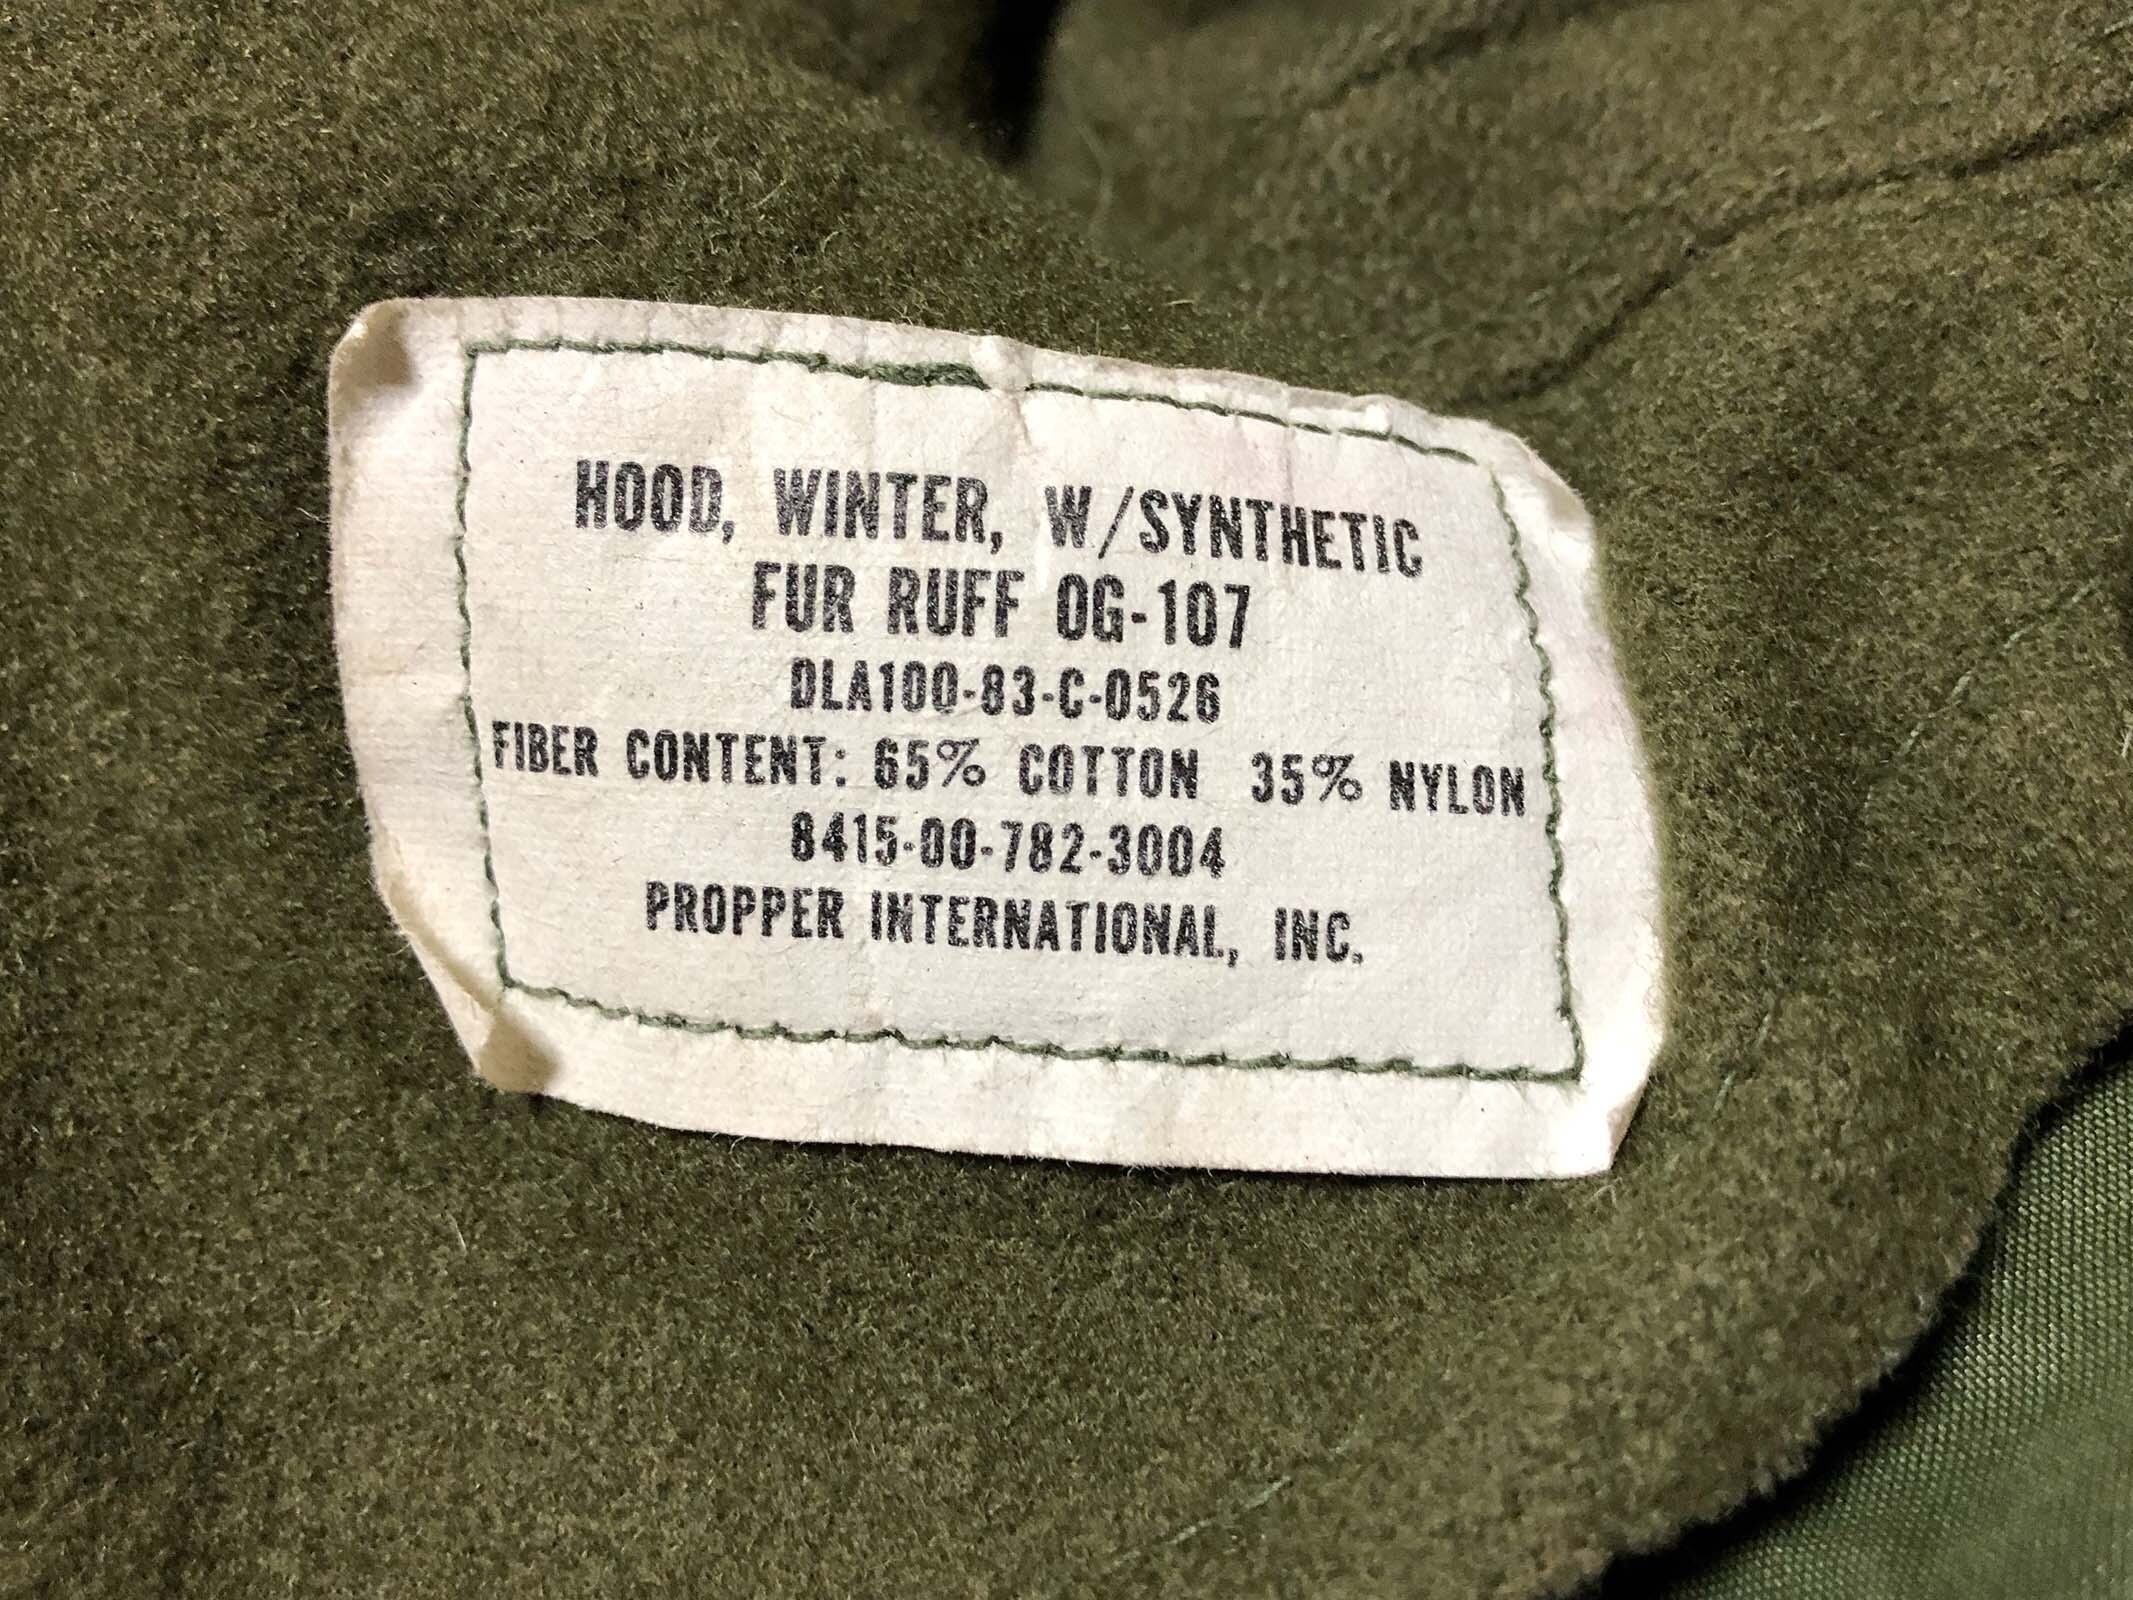 HOOD, WINTER, W/SYNTHETIC
FUR RUFF OG-107
DLA100-83-C-0526
FIBER CONTENT: 65% COTTON 35% NYLON
8415-00-782-3004
PROPPER INTERNATIONAL, INC.